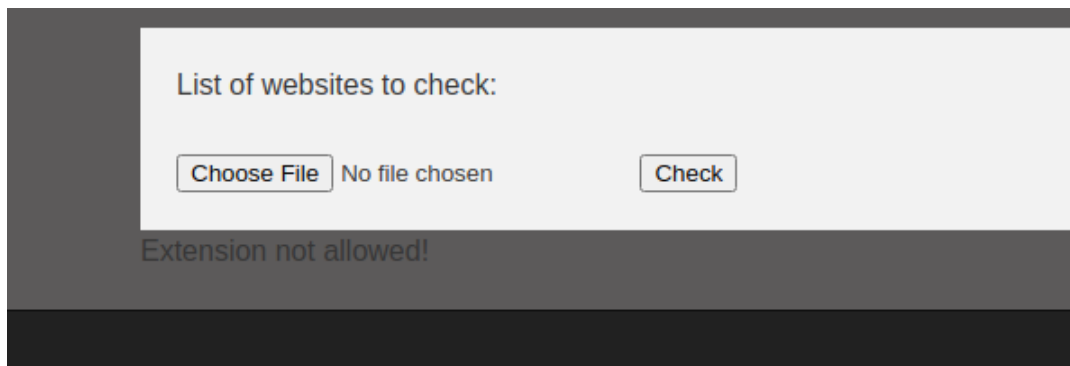 List of websites to check:
Choose File No file chosen Check
Extension not allowed!